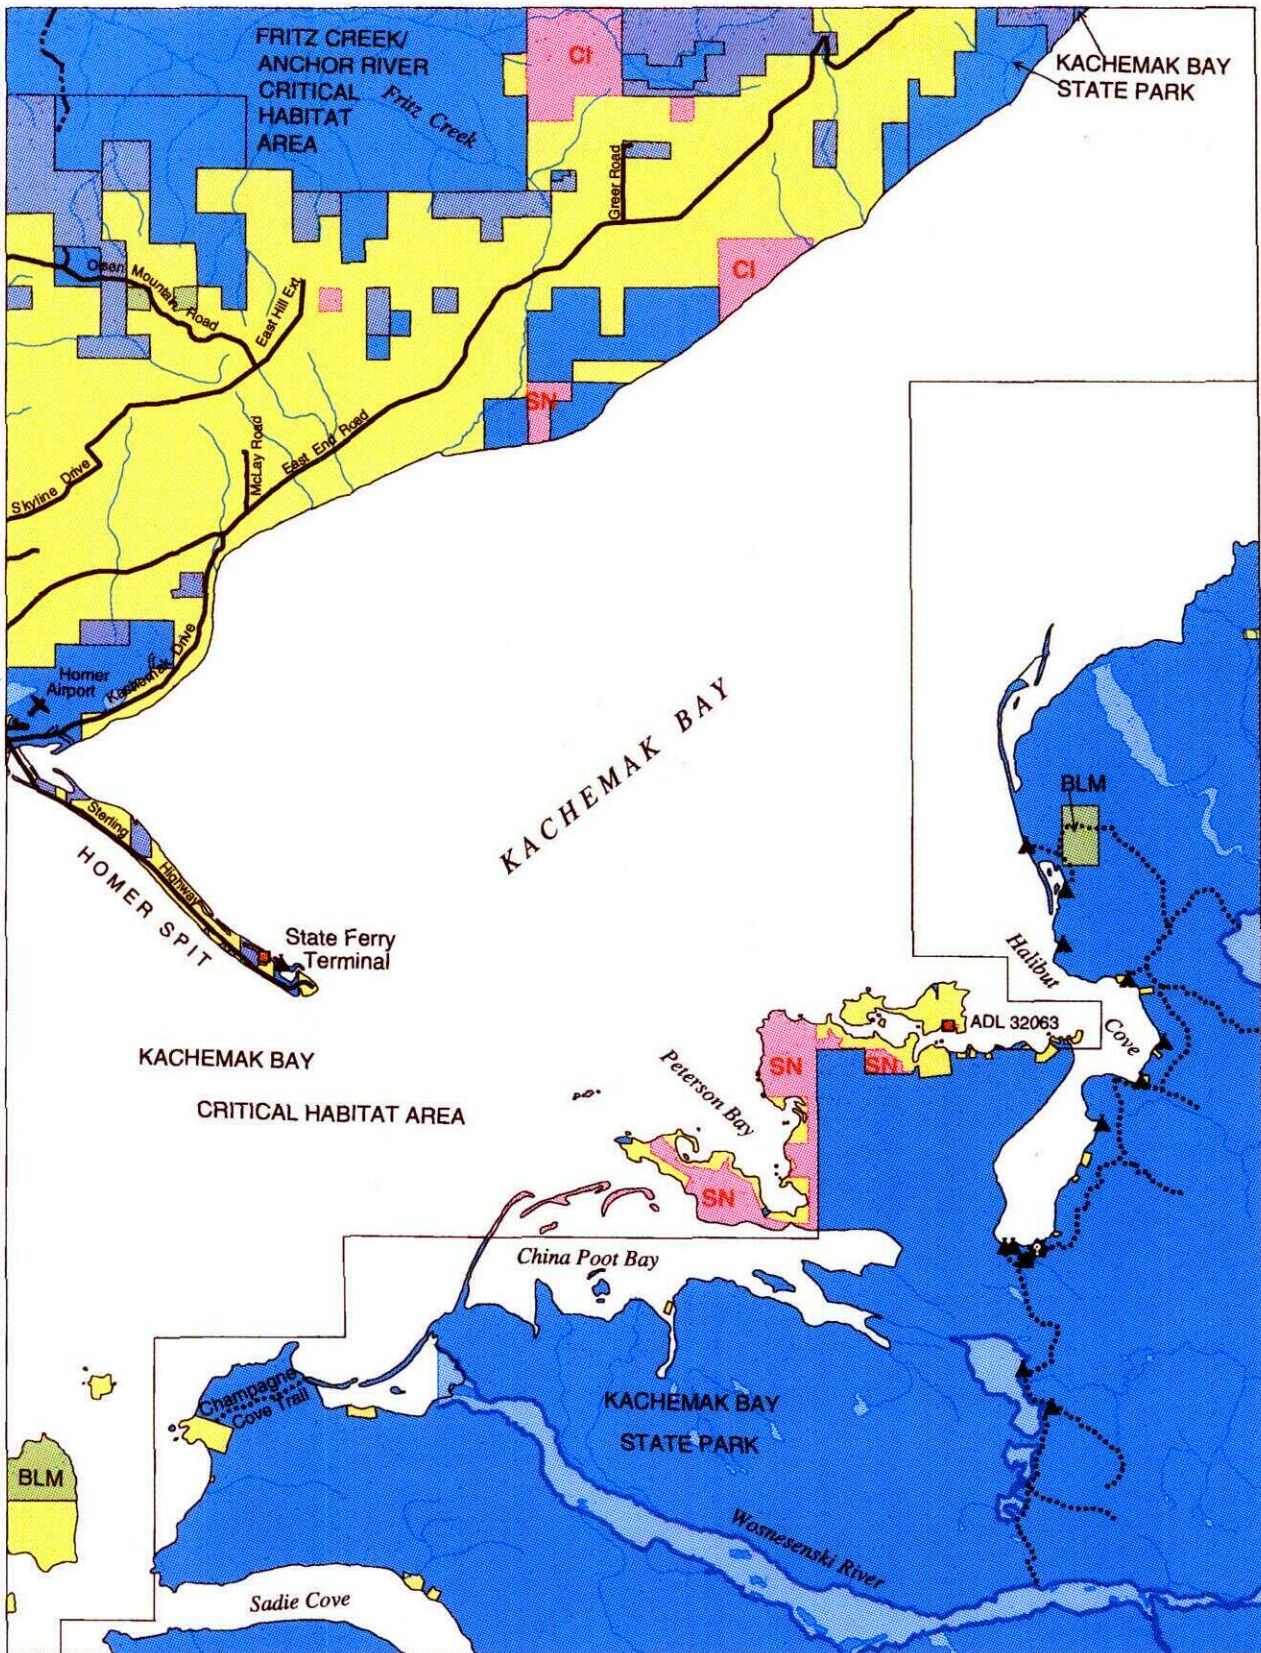 FRITZ CREEK/
ANCHOR RIVER
CRITICAL
HABITAT
AREA
Fritz Creek
CI
KACHEMAK BAY
STATE PARK
Greer Road
CI
Olsen Mountain Road
East Hill Ext.
SN
McLay Road
East End Road
Skyline Drive
Homer
Airport
Kachemak Drive
KACHEMAK BAY
BLM
Sterling
Highway
HOMER SPIT
State Ferry
Terminal
Halibut
Cove
ADL 32063
KACHEMAK BAY
CRITICAL HABITAT AREA
Peterson Bay
SN
SN
SN
China Poot Bay
Champagne
Cove Trail
KACHEMAK BAY
STATE PARK
BLM
Wosnesenski River
Sadie Cove